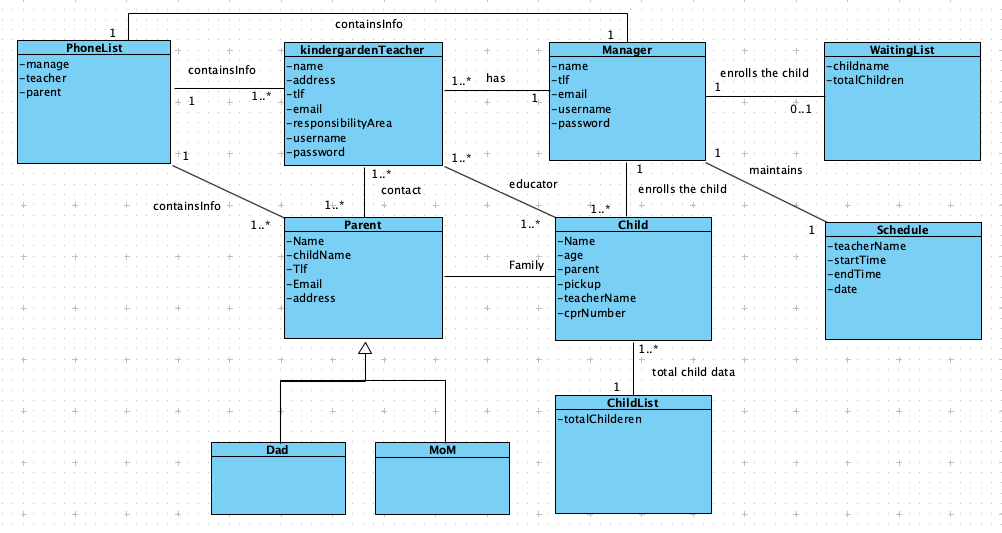 containsInfo
1
1
PhoneList
-manage
-teacher
-parent
containsInfo
1
1..*
kindergardenTeacher
-name
-address
-tlf
-email
-responsibilityArea
-username
-password
1..*
has
1
Manager
-name
-tlf
-email
-username
-password
enrolls the child
1
0..1
WaitingList
-childname
-totalChildren
1
containsInfo
1..*
1..*
contact
1..*
1..*
educator
1..*
1
enrolls the child
1..*
1
maintains
1
Parent
-Name
-childName
-Tlf
-Email
-address
Family
Child
-Name
-age
-parent
-pickup
-teacherName
-cprNumber
Schedule
-teacherName
-startTime
-endTime
-date
1..*
total child data
1
ChildList
-totalChilderen
Dad
MoM